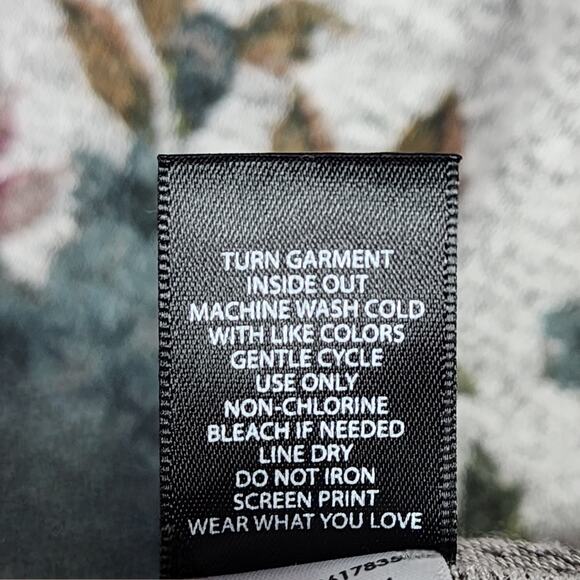 TURN GARMENT
INSIDE OUT
MACHINE WASH COLD
WITH LIKE COLORS
GENTLE CYCLE
USE ONLY
NON-CHLORINE
BLEACH IF NEEDED
LINE DRY
DO NOT IRON
SCREEN PRINT
WEAR WHAT YOU LOVE